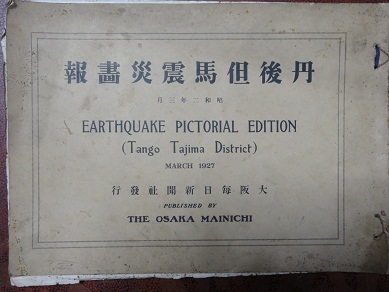 丹後但馬震災畫報
昭和二年三月
EARTHQUAKE PICTORIAL EDITION
(Tango Tajima District)
MARCH 1927
大阪每日新聞社發行
PUBLISHED BY
THE OSAKA MAINICHI